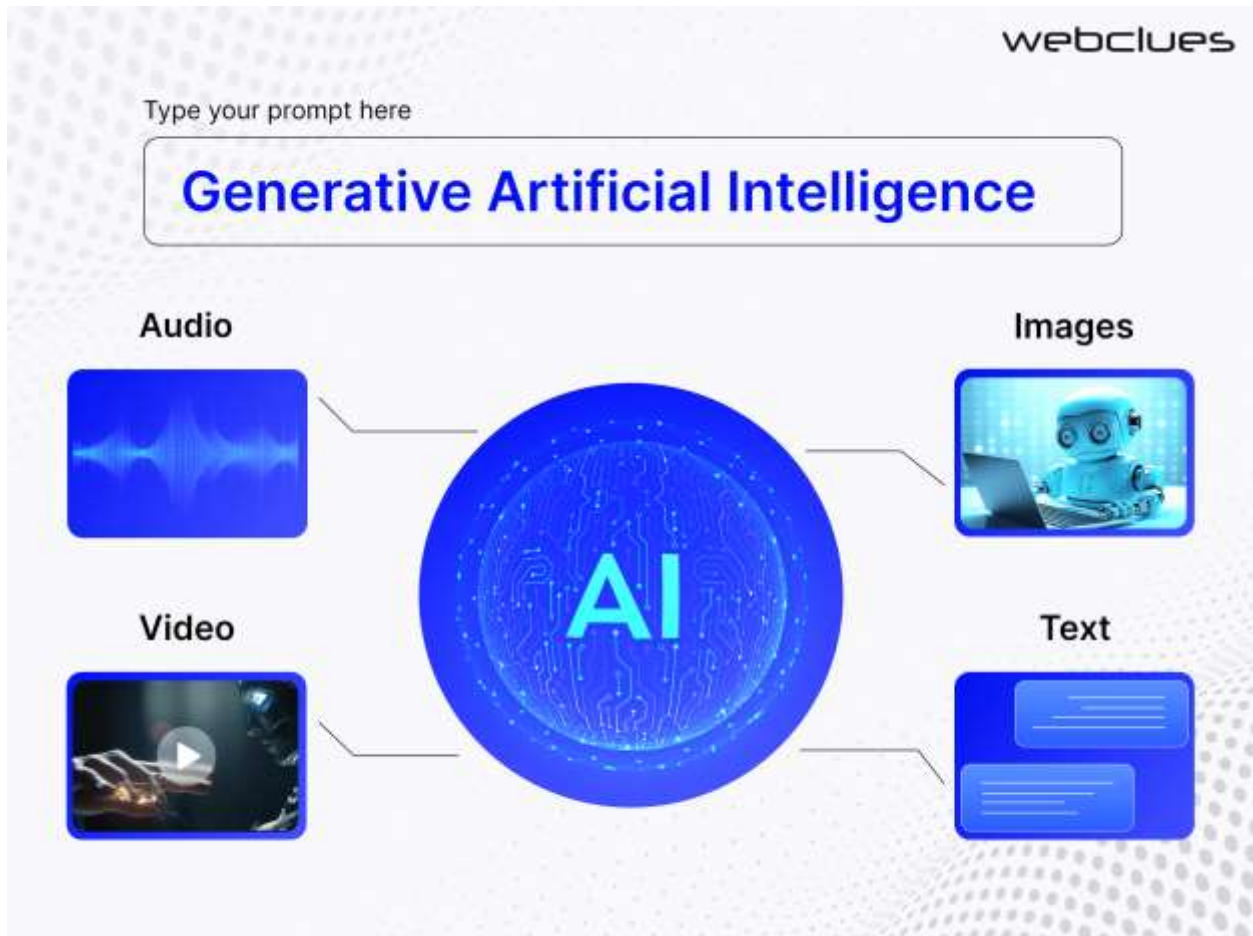 webclues
Type your prompt here
Generative Artificial Intelligence
Audio
Images
AI
Video
Text